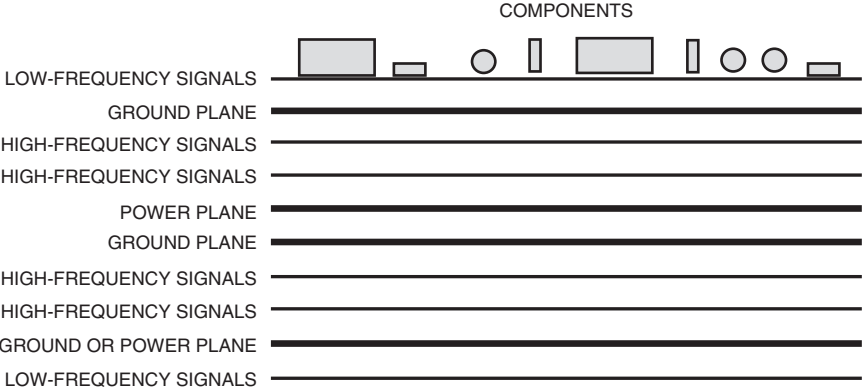 COMPONENTS
LOW-FREQUENCY SIGNALS
GROUND PLANE
HIGH-FREQUENCY SIGNALS
HIGH-FREQUENCY SIGNALS
POWER PLANE
GROUND PLANE
HIGH-FREQUENCY SIGNALS
HIGH-FREQUENCY SIGNALS
GROUND OR POWER PLANE
LOW-FREQUENCY SIGNALS